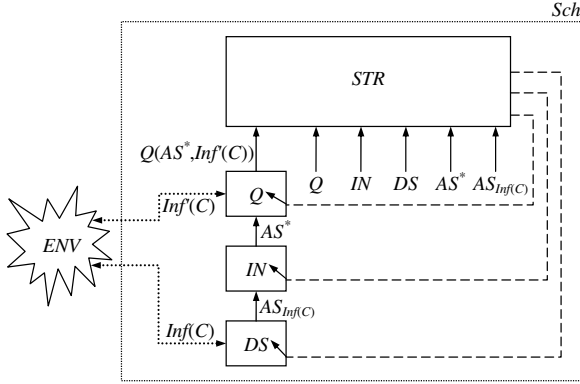 Sch
STR
Q(AS*,Inf'(C))
Q IN DS AS* AS_Inf(C)
Inf'(C)
Q
ENV
AS*
IN
AS_Inf(C)
Inf(C)
DS